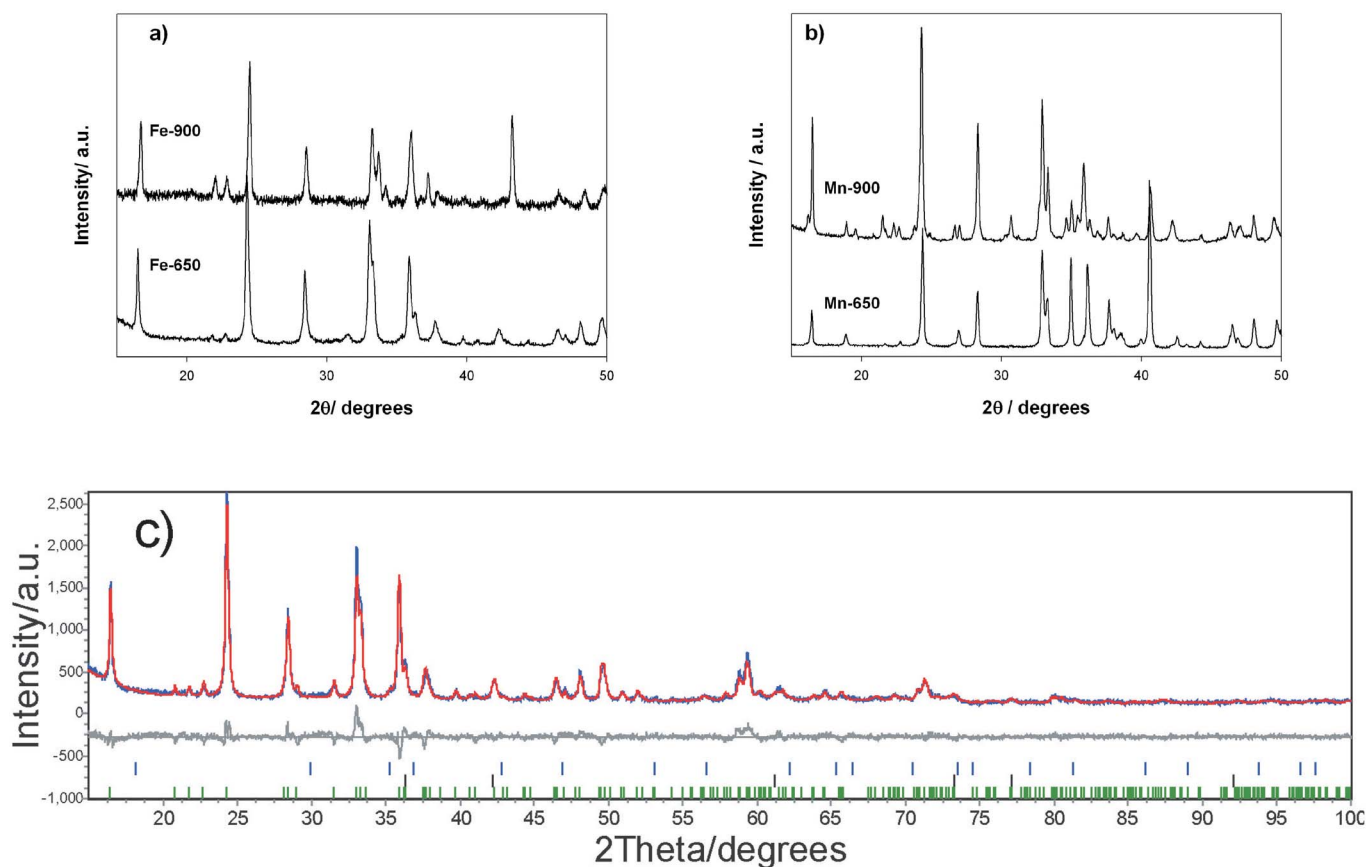 a)
Fe-900
Fe-650
Intensity/ a.u.
20 30 40 50
2θ/ degrees
b)
Mn-900
Mn-650
Intensity / a.u.
20 30 40 50
2θ / degrees
c)
Intensity/a.u.
2,500
2,000
1,500
1,000
500
0
-500
-1,000
20 25 30 35 40 45 50 55 60 65 70 75 80 85 90 95 100
2Theta/degrees